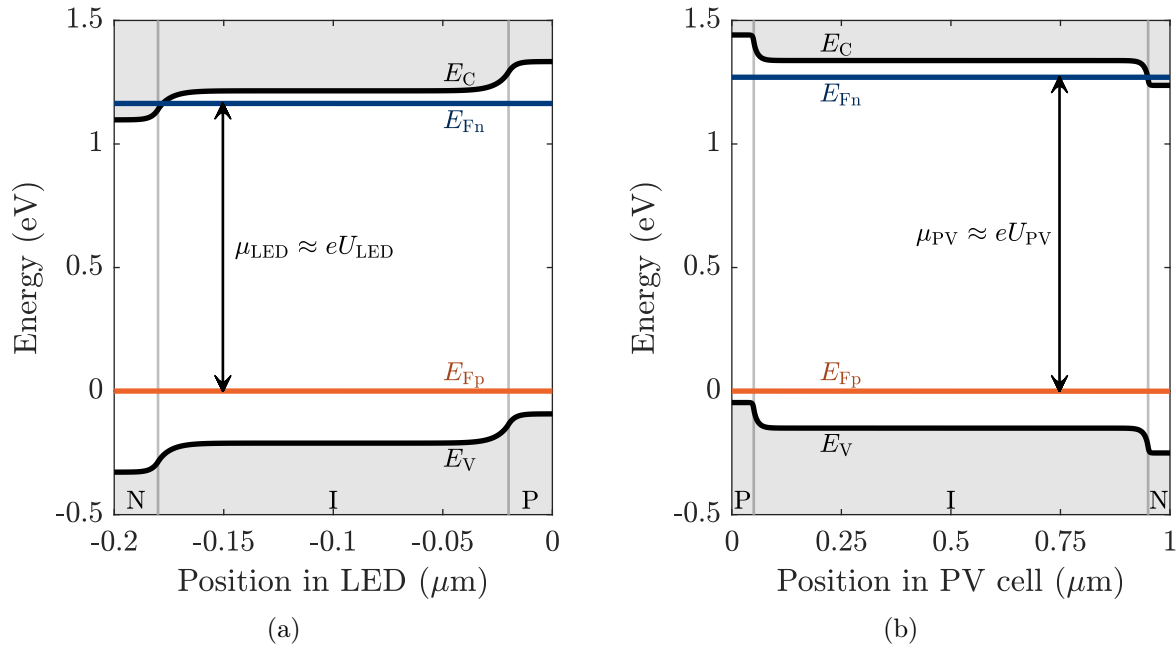 1.5
1
0.5
0
-0.5
Energy (eV)
E_C
E_Fn
μ_LED ≈ eU_LED
E_Fp
E_V
N
I
P
-0.2
-0.15
-0.1
-0.05
0
Position in LED (μm)
(a)
1.5
1
0.5
0
-0.5
Energy (eV)
E_C
E_Fn
μ_PV ≈ eU_PV
E_Fp
E_V
P
I
N
0
0.25
0.5
0.75
1
Position in PV cell (μm)
(b)